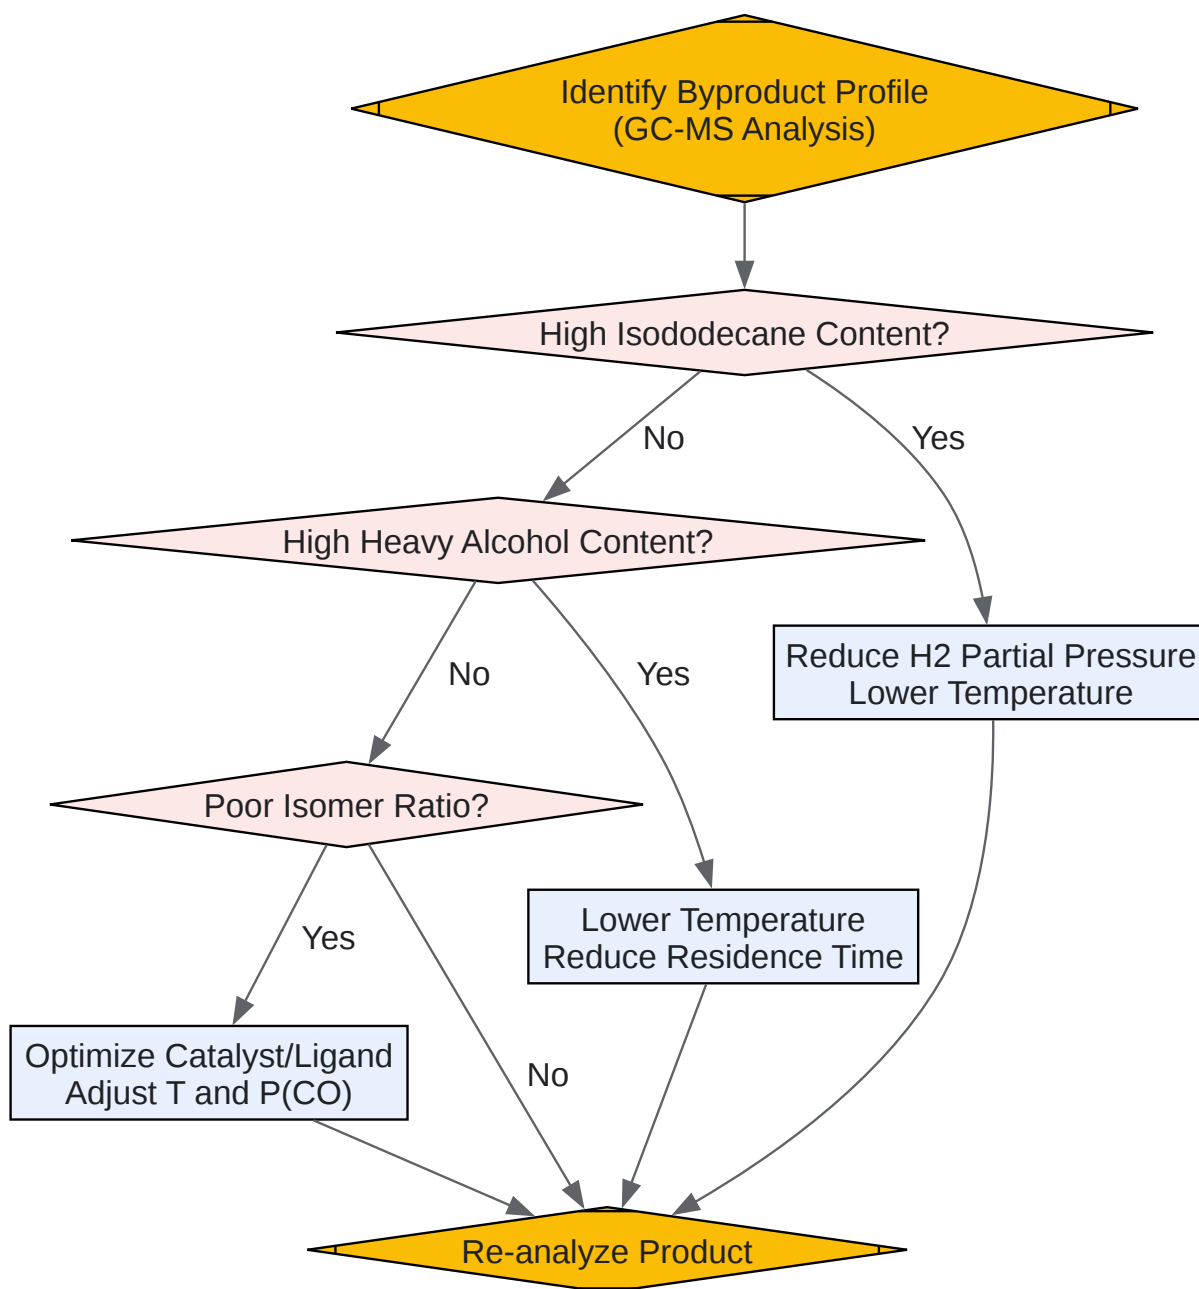 Identify Byproduct Profile
(GC-MS Analysis)
High Isododecane Content?
No
Yes
High Heavy Alcohol Content?
Reduce H2 Partial Pressure
Lower Temperature
No
Yes
Poor Isomer Ratio?
Lower Temperature
Reduce Residence Time
Yes
Optimize Catalyst/Ligand
Adjust T and P(CO)
No
Re-analyze Product